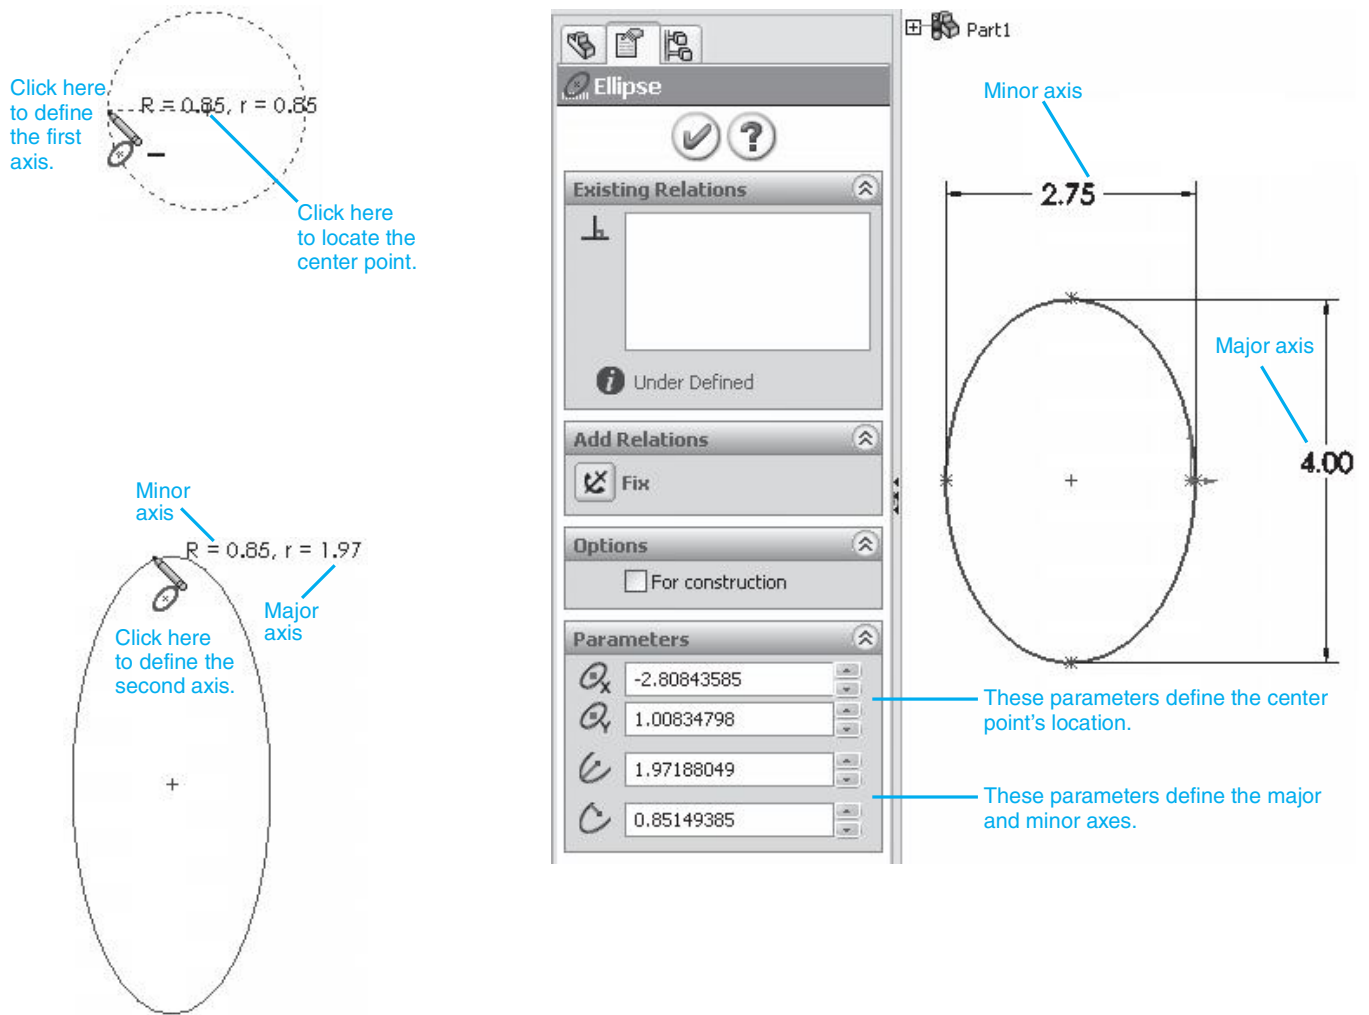 Click here
to define
the first
axis.
R = 0.85, r = 0.85
Click here
to locate the
center point.
Minor
axis
R = 0.85, r = 1.97
Major
axis
Click here
to define the
second axis.
Ellipse
Existing Relations
Under Defined
Add Relations
Fix
Options
For construction
Parameters
X
-2.80843585
Y
1.00834798
1.97188049
0.85149385
Part1
Minor axis
2.75
Major axis
4.00
These parameters define the center
point's location.
These parameters define the major
and minor axes.